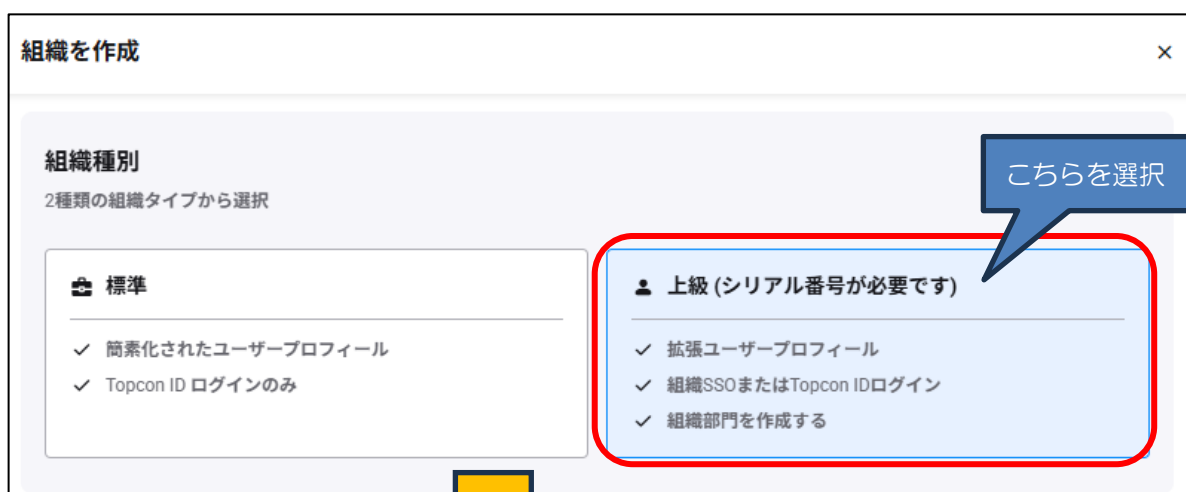 組織を作成
×
組織種別
2種類の組織タイプから選択
こちらを選択
標準
簡素化されたユーザープロフィール
Topcon ID ログインのみ
上級 (シリアル番号が必要です)
拡張ユーザープロフィール
組織SSOまたはTopcon IDログイン
組織部門を作成する